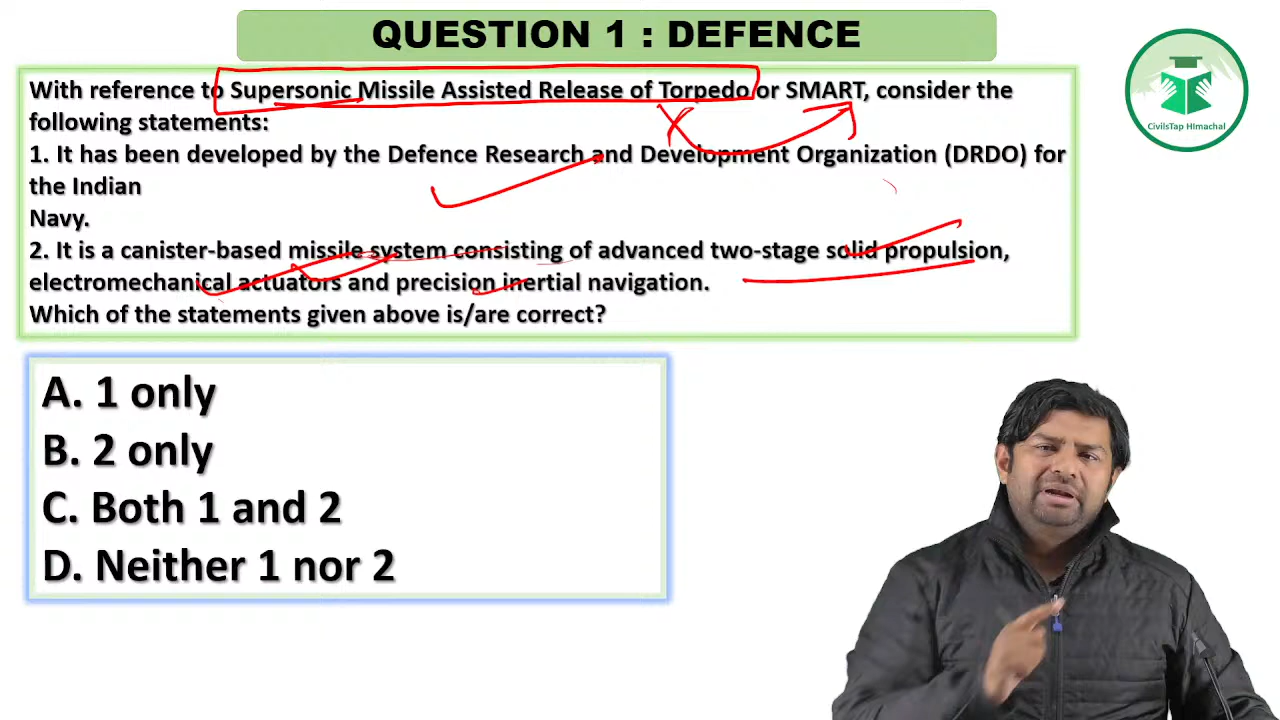 QUESTION 1 : DEFENCE
With reference to Supersonic Missile Assisted Release of Torpedo or SMART, consider the
following statements:
1. It has been developed by the Defence Research and Development Organization (DRDO) for
the Indian
Navy.
2. It is a canister-based missile system consisting of advanced two-stage solid propulsion,
electromechanical actuators and precision inertial navigation.
Which of the statements given above is/are correct?
A. 1 only
B. 2 only
C. Both 1 and 2
D. Neither 1 nor 2
CivilsTap HImachal